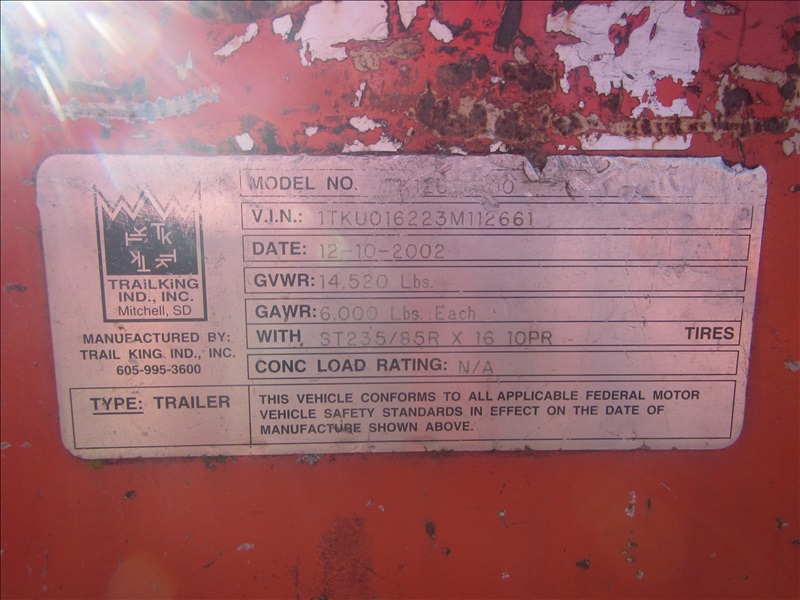 TRAILKING
IND., INC.
Mitchell, SD
MANUFACTURED BY:
TRAIL KING IND., INC.
605-995-3600
TYPE: TRAILER
MODEL NO.
V.I.N.: 1TKU016223M112661
DATE: 12-10-2002
GVWR: 14,520 Lbs.
GAWR: 6,000 Lbs. Each
WITH ST235/85R X 16 10PR TIRES
CONC LOAD RATING: N/A
THIS VEHICLE CONFORMS TO ALL APPLICABLE FEDERAL MOTOR
VEHICLE SAFETY STANDARDS IN EFFECT ON THE DATE OF
MANUFACTURE SHOWN ABOVE.